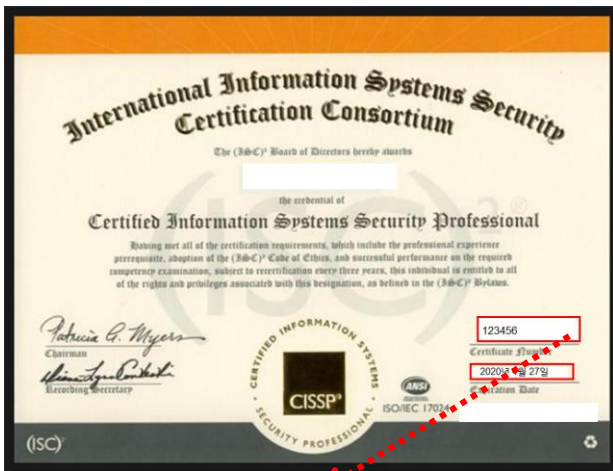 International Information Systems Security
Certification Consortium
The (ISC)² Board of Directors hereby awards
the credential of
Certified Information Systems Security Professional
Having met all of the certification requirements, which include the professional experience
prerequisite, adoption of the (ISC)² Code of Ethics, and successful performance on the required
competency examination, subject to recertification every three years, this individual is entitled to all
of the rights and privileges associated with this designation, as defined in the (ISC)² Bylaws.
Patricia A. Myers
Chairman
Recording Secretary
CERTIFIED INFORMATION SYSTEMS
CISSP®
SECURITY PROFESSIONAL
ANSI
ISO/IEC 17024
123456
Certificate Number
2020년 월 27일
Expiration Date
(ISC)²
(ISC)²®